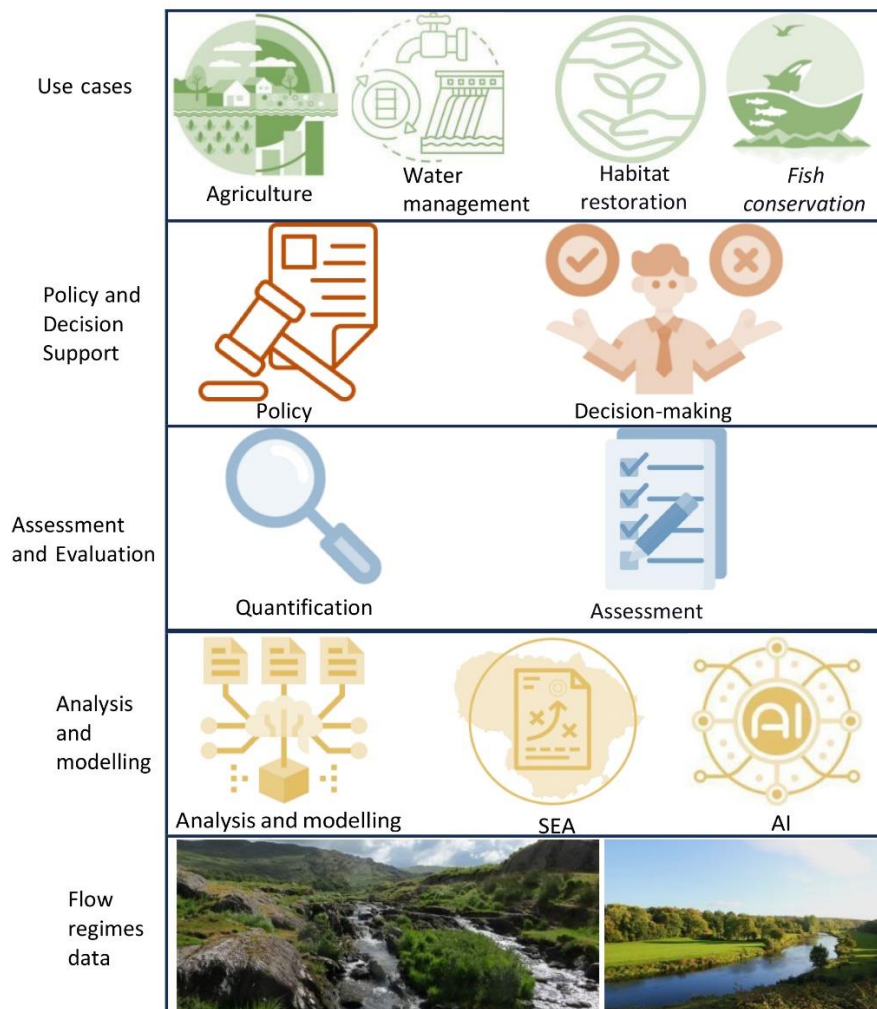 Use cases
Agriculture
Water
management
Habitat
restoration
Fish
conservation
Policy and
Decision
Support
Policy
Decision-making
Assessment
and Evaluation
Quantification
Assessment
Analysis
and
modelling
AI
Analysis and modelling
SEA
AI
Flow
regimes
data